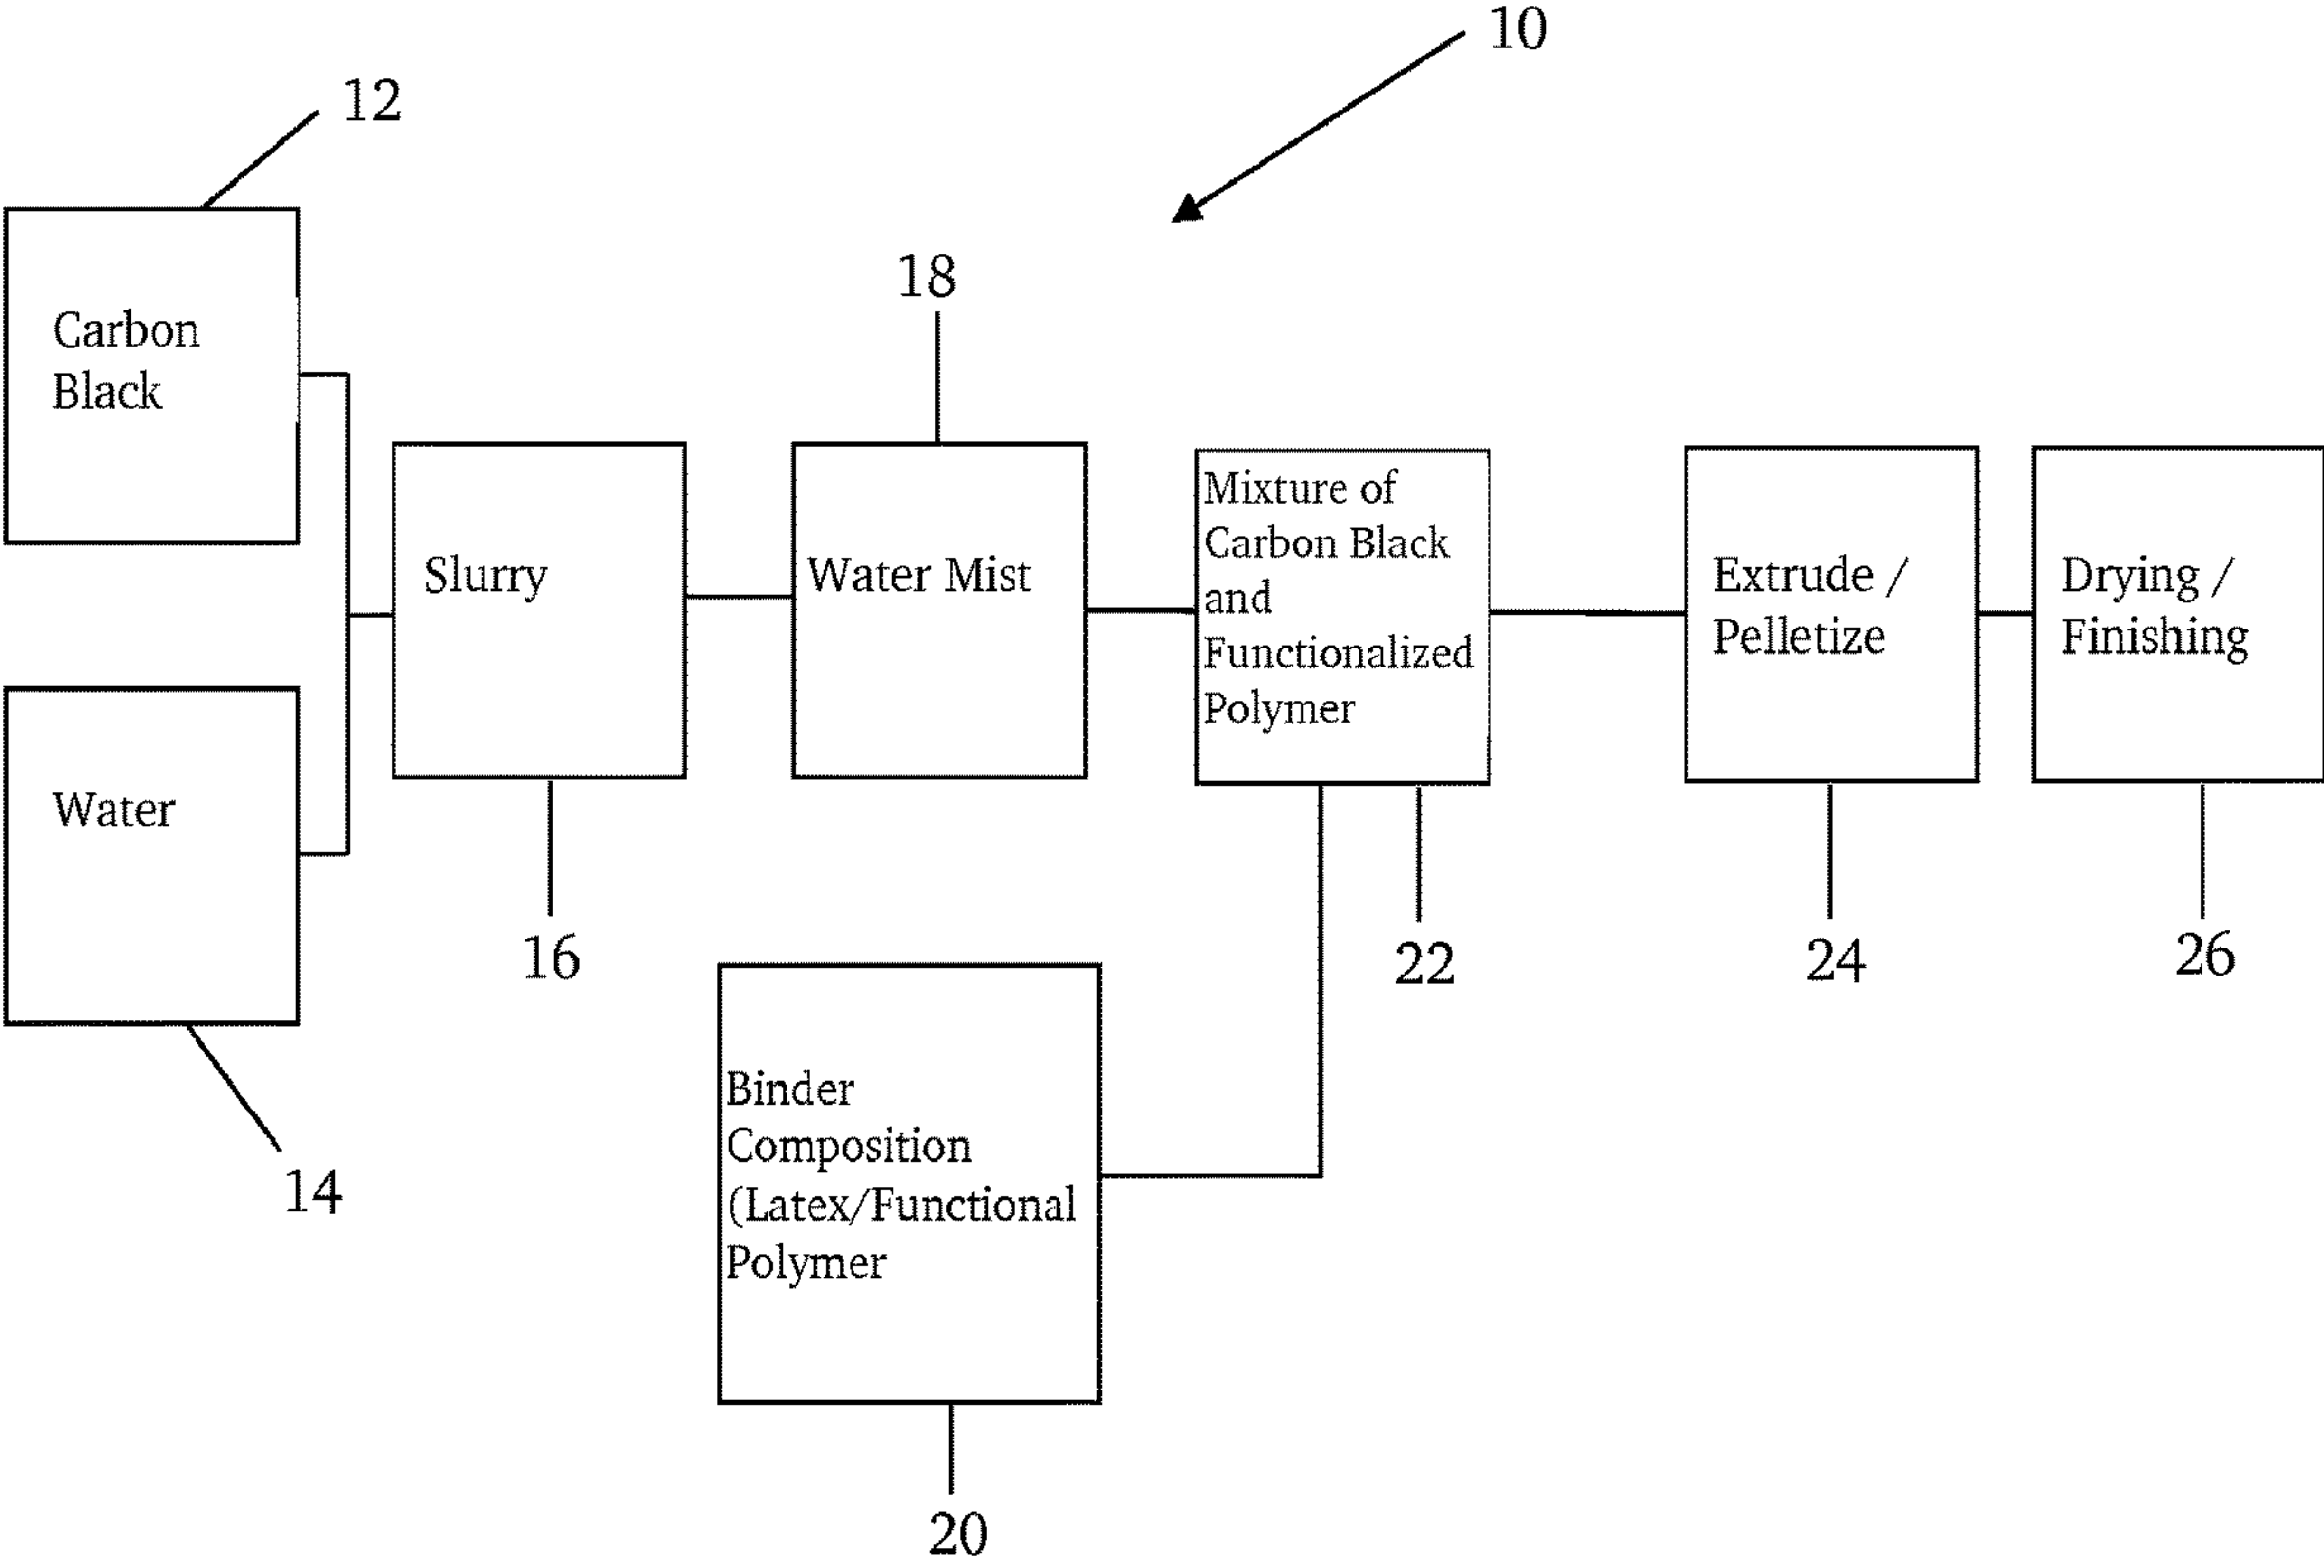 10
12
18
Carbon
Black
Slurry
Water Mist
Mixture of
Carbon Black
and
Functionalized
Polymer
Extrude /
Pelletize
Drying /
Finishing
Water
16
22
24
26
14
Binder
Composition
(Latex/Functional
Polymer
20